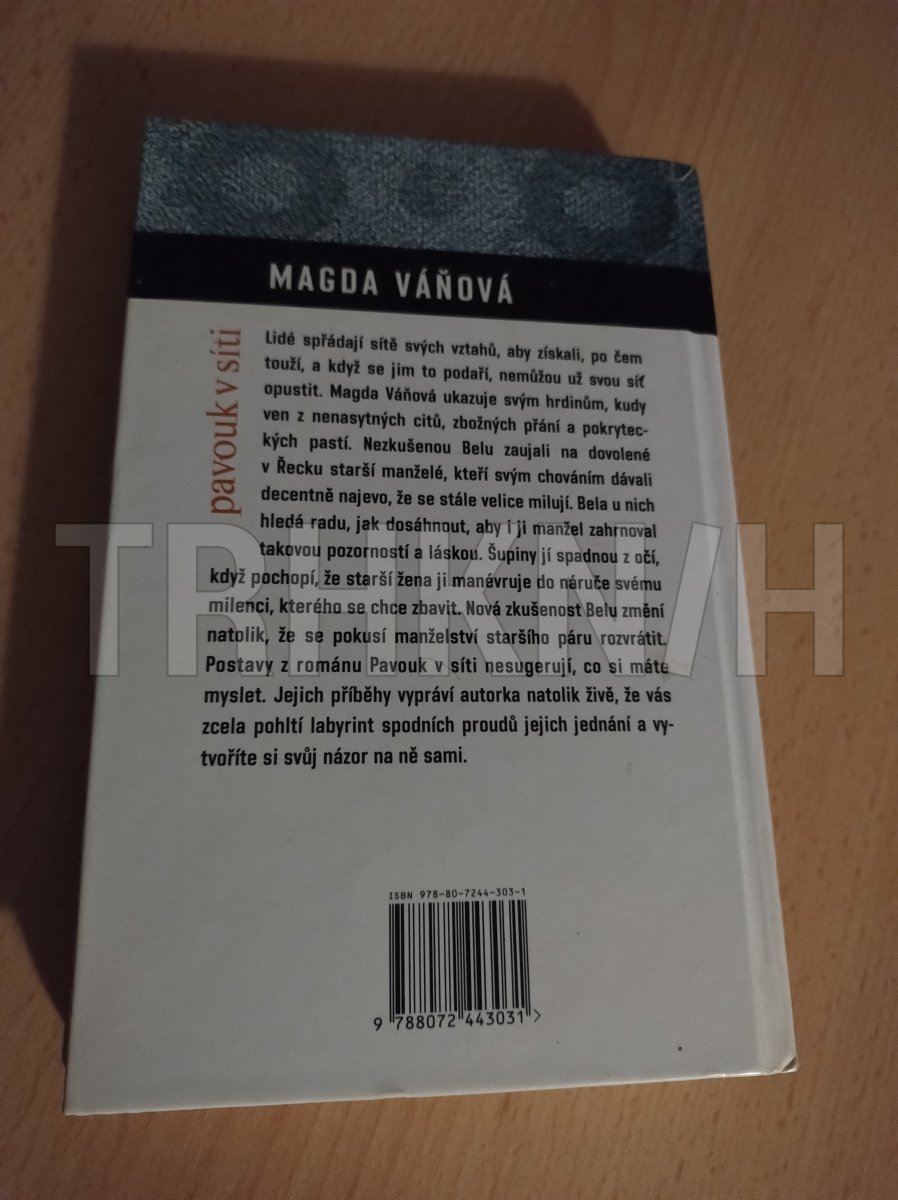 MAGDA VÁŇOVÁ
pavouk v síti
Lidé spřádají sítě svých vztahů, aby získali, po čem
touží, a když se jim to podaří, nemůžou už svou síť
opustit. Magda Váňová ukazuje svým hrdinům, kudy
ven z nenasytných citů, zbožných přání a pokrytec-
kých pastí. Nezkušenou Belu zaujali na dovolené
v Řecku starší manželé, kteří svým chováním dávali
decentně najevo, že se stále velice milují. Bela u nich
hledá radu, jak dosáhnout, aby i ji manžel zahrnoval
takovou pozorností a láskou. Šupiny jí spadnou z očí,
když pochopí, že starší žena ji manévruje do náruče svému
milenci, kterého se chce zbavit. Nová zkušenost Belu změní
natolik, že se pokusí manželství staršího páru rozvrátit.
Postavy z románu Pavouk v síti nesugerují, co si máte
myslet. Jejich příběhy vypráví autorka natolik živě, že vás
zcela pohltí labyrint spodních proudů jejich jednání a vy-
tvoříte si svůj názor na ně sami.
TRHKNIH
ISBN 978-80-7244-303-1
9 788072 443031 >